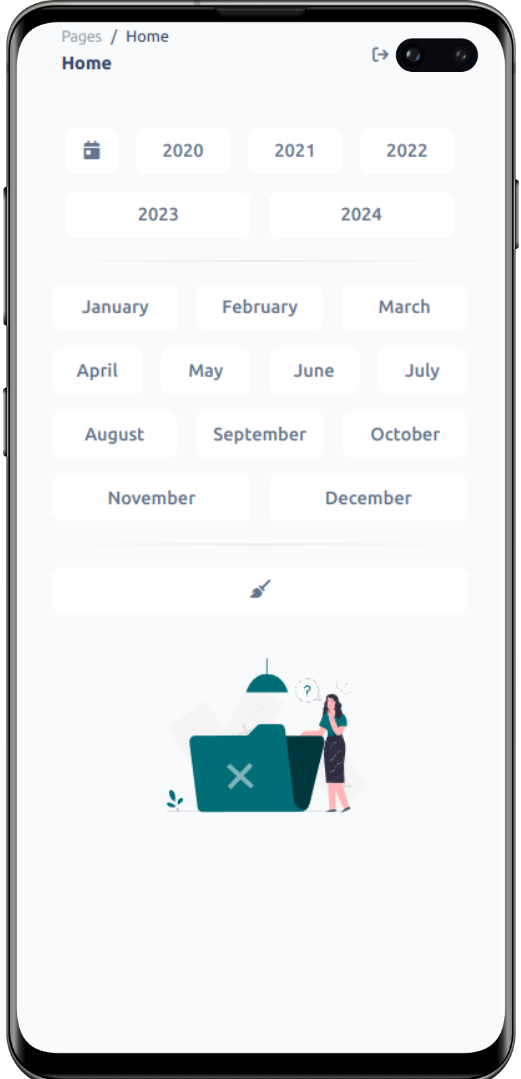 Pages / Home
Home
2020 2021 2022
2023 2024
January February March
April May June July
August September October
November December
?